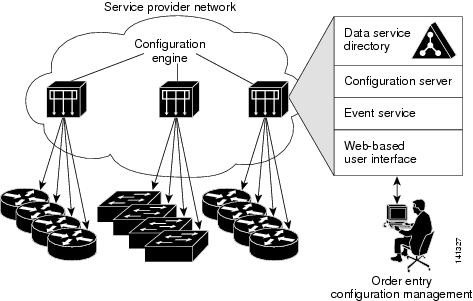 Service provider network
Configuration
engine
Data service
directory
Configuration server
Event service
Web-based
user interface
Order entry
configuration management
141327